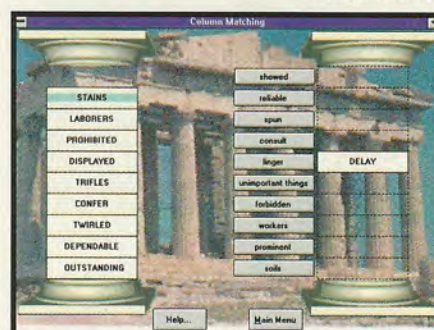 Column Matching
STAINS
LABORERS
PROHIBITED
DISPLAYED
TRIFLES
CONFER
TWIRLED
DEPENDABLE
OUTSTANDING
showed
reliable
spun
consult
linger
unimportant things
forbidden
workers
prominent
soils
DELAY
Help...
Main Menu